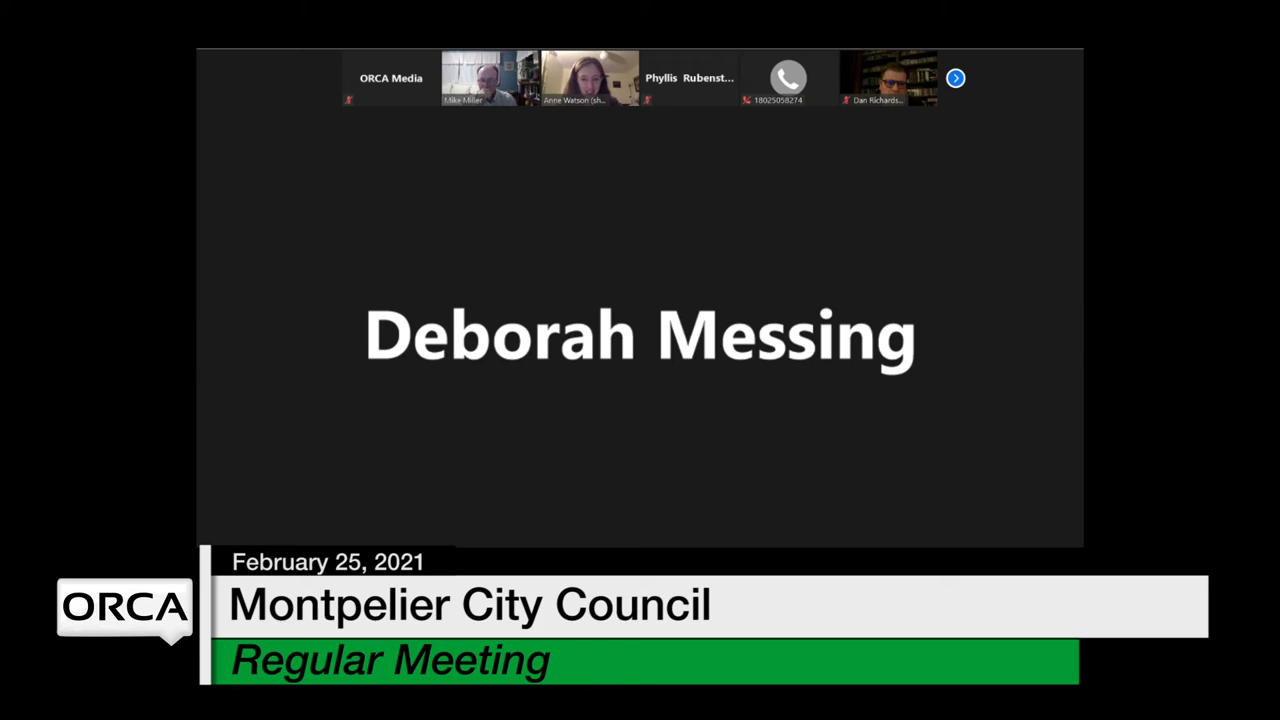 ORCA Media
Mike Miller
Anne Watson (sh...
Phyllis Rubenst...
18025058274
Dan Richards...
Deborah Messing
February 25, 2021
ORCA
Montpelier City Council
Regular Meeting